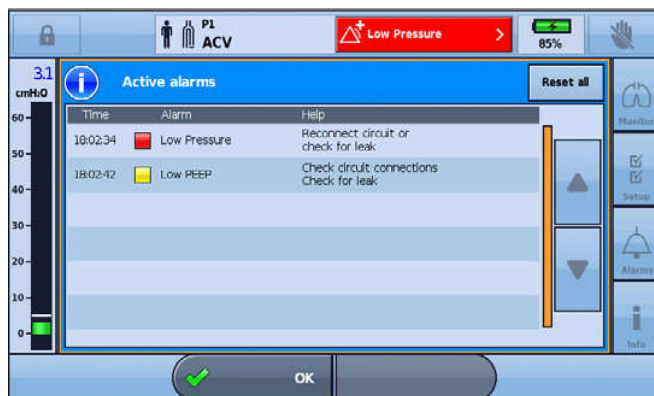 P1
ACV
Low Pressure
85%
3.1
cmH2O
Active alarms
Reset all
Time Alarm Help
18:02:34 Low Pressure Reconnect circuit or
check for leak
18:02:42 Low PEEP Check circuit connections
Check for leak
60
50
40
30
20
10
0
Monitor
Setup
Alarms
Info
OK